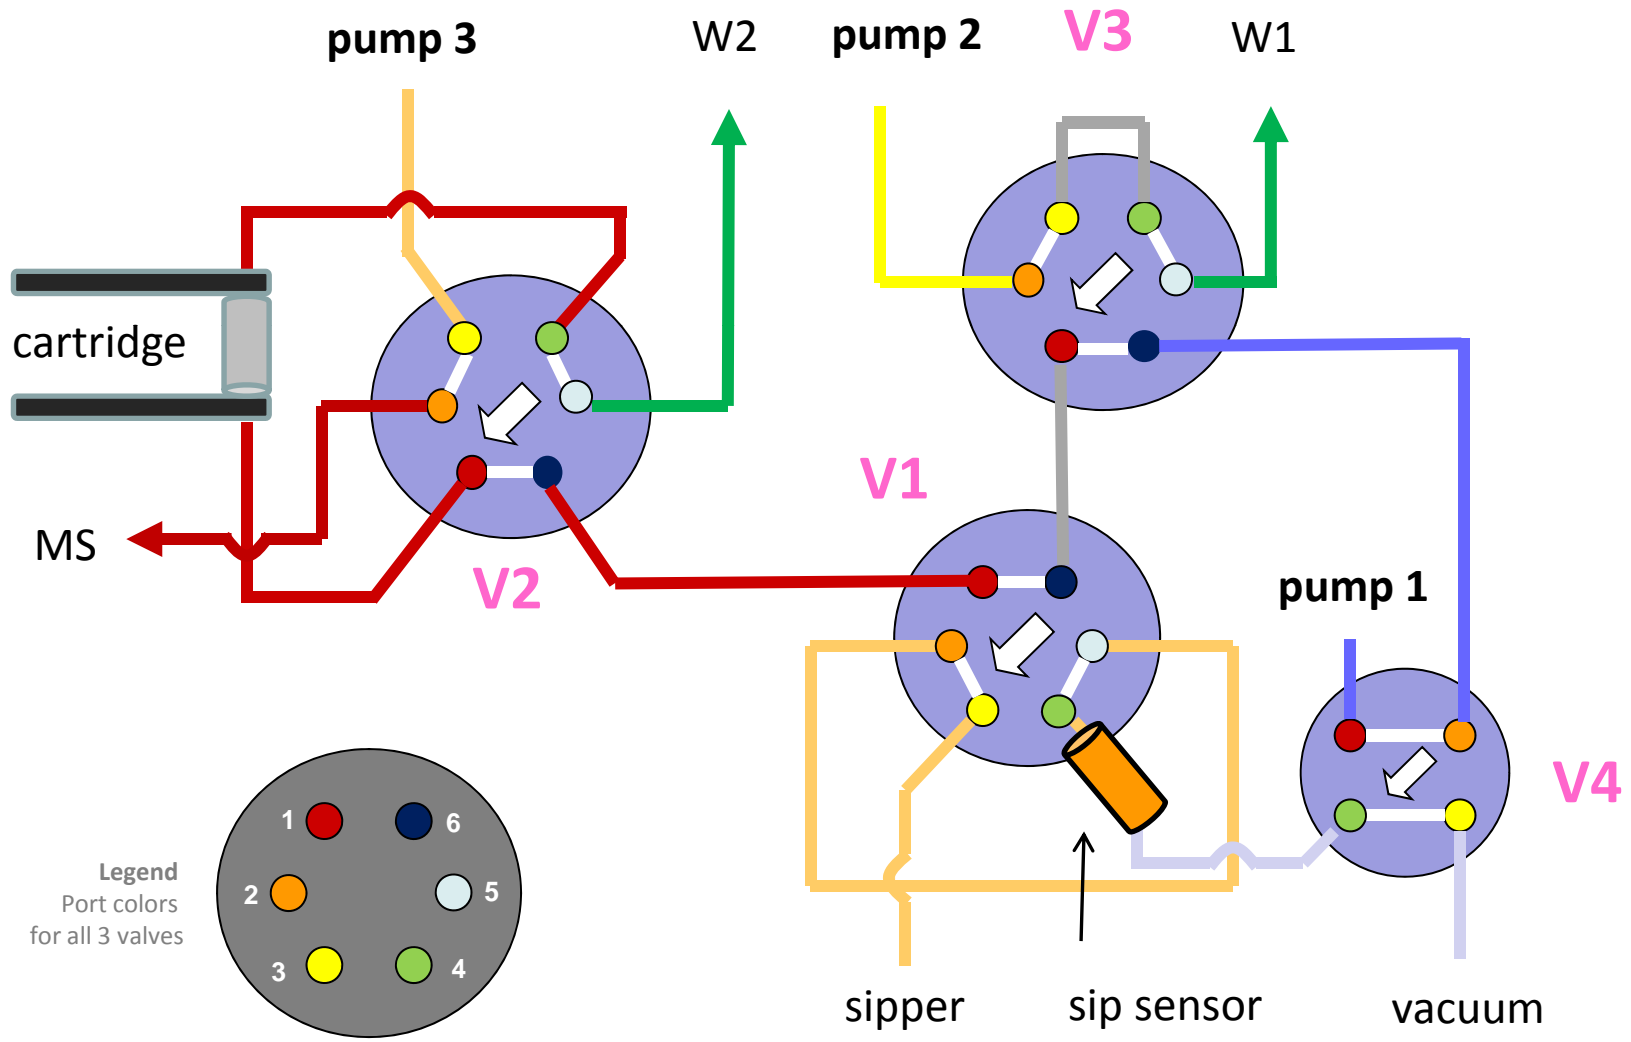 pump 3
W2
pump 2
V3
W1
cartridge
V1
MS
V2
pump 1
V4
1
6
Legend
Port colors
for all 3 valves
2
5
3
4
sipper
sip sensor
vacuum